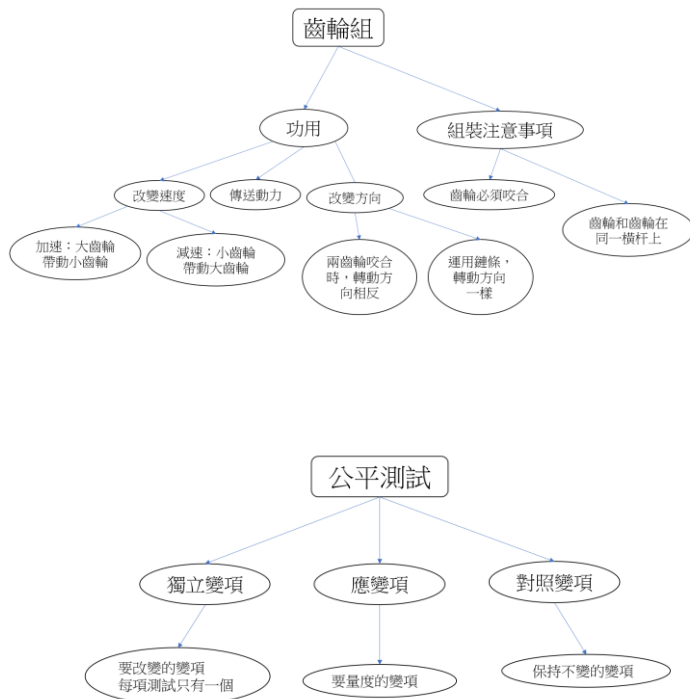 齒輪組
功用
組裝注意事項
改變速度
傳送動力
改變方向
齒輪必須咬合
齒輪和齒輪在
同一橫杆上
加速：大齒輪
帶動小齒輪
減速：小齒輪
帶動大齒輪
兩齒輪咬合
時，轉動方
向相反
運用鏈條，
轉動方向
一樣
公平測試
獨立變項
應變項
對照變項
要改變的變項
每項測試只有一個
要量度的變項
保持不變的變項